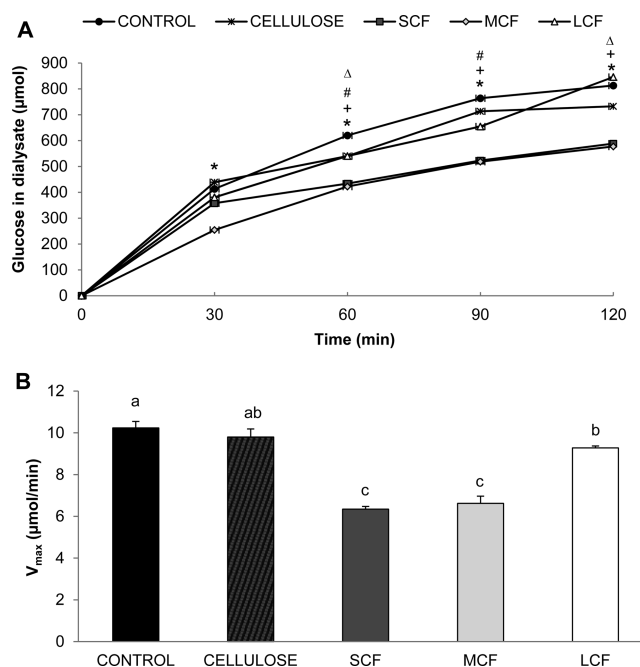 CONTROL CELLULOSE SCF MCF LCF
A
Glucose in dialysate (µmol)
900
800
700
600
500
400
300
200
100
0
*
Δ
#
+
*
#
+
*
Δ
+
*
0 30 60 90 120
Time (min)
B
Vmax (µmol/min)
12
10
8
6
4
2
0
a
ab
c
c
b
CONTROL CELLULOSE SCF MCF LCF